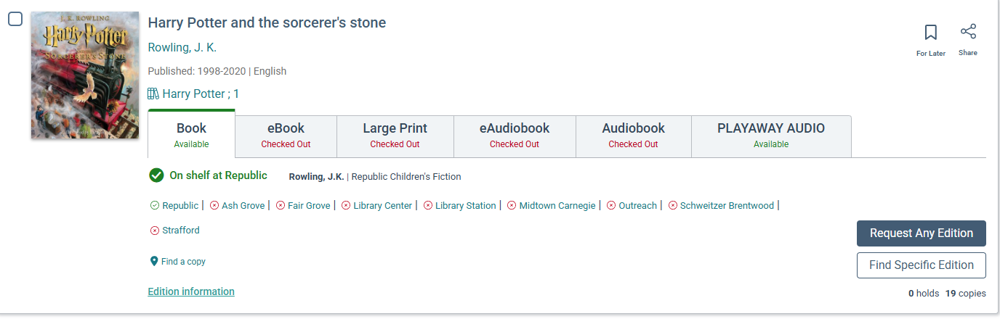 J. K. ROWLING
Harry Potter
SORCERER'S STONE
Harry Potter and the sorcerer's stone
Rowling, J. K.
Published: 1998-2020 | English
Harry Potter ; 1
For Later
Share
Book
Available
eBook
Checked Out
Large Print
Checked Out
eAudiobook
Checked Out
Audiobook
Checked Out
PLAYAWAY AUDIO
Available
On shelf at Republic Rowling, J.K. | Republic Children's Fiction
Republic | Ash Grove | Fair Grove | Library Center | Library Station | Midtown Carnegie | Outreach | Schweitzer Brentwood |
Strafford
Find a copy
Edition information
Request Any Edition
Find Specific Edition
0 holds 19 copies